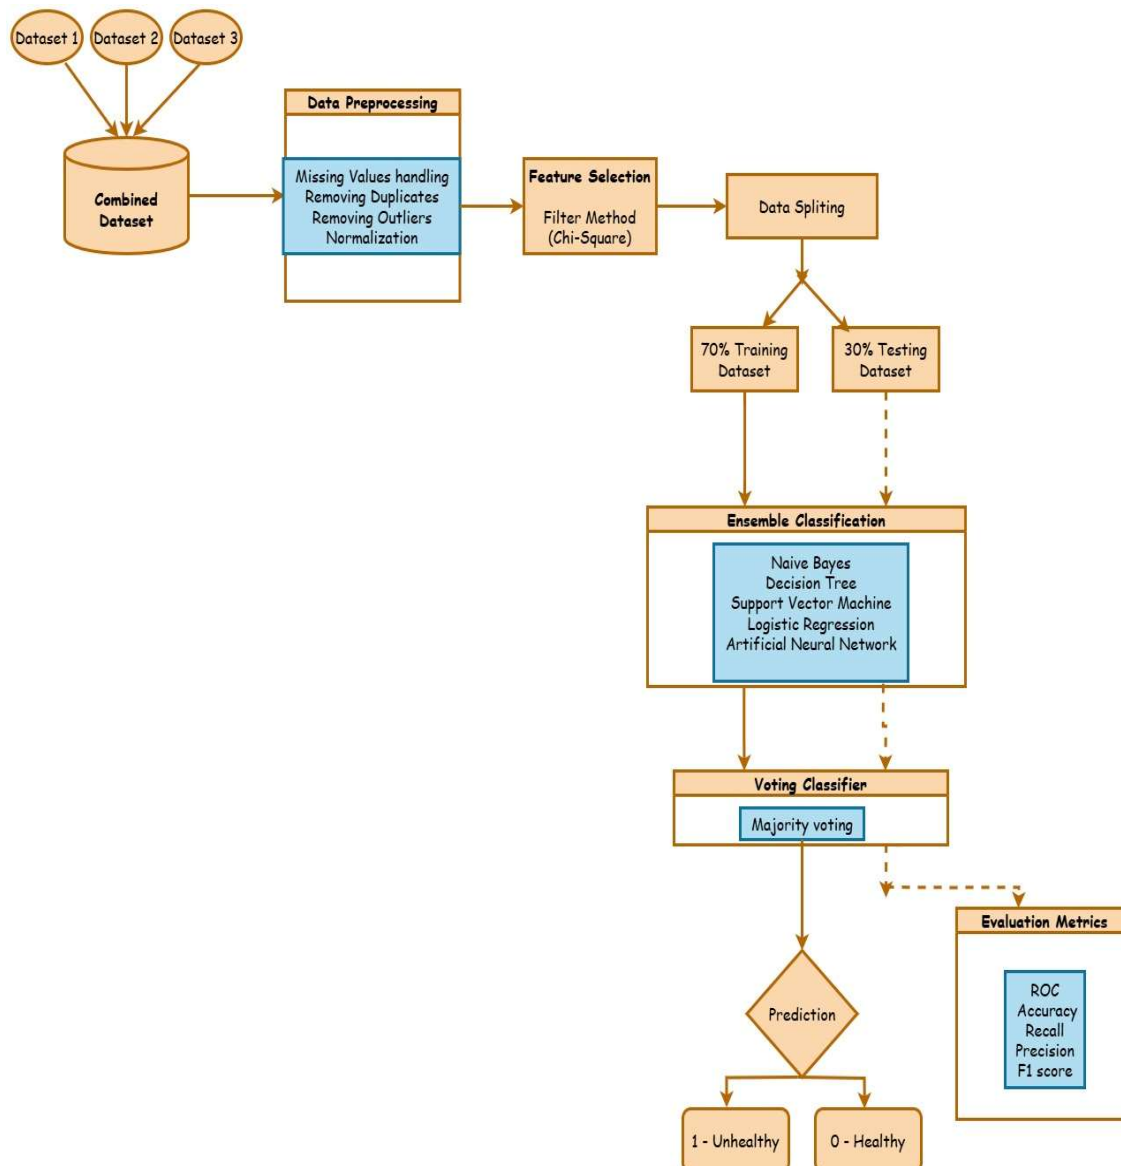 Dataset 1
Dataset 2
Dataset 3
Combined
Dataset
Data Preprocessing
Missing Values handling
Removing Duplicates
Removing Outliers
Normalization
Feature Selection
Filter Method
(Chi-Square)
Data Spliting
70% Training
Dataset
30% Testing
Dataset
Ensemble Classification
Naive Bayes
Decision Tree
Support Vector Machine
Logistic Regression
Artificial Neural Network
Voting Classifier
Majority voting
Evaluation Metrics
ROC
Accuracy
Recall
Precision
F1 score
Prediction
1 - Unhealthy
0 - Healthy